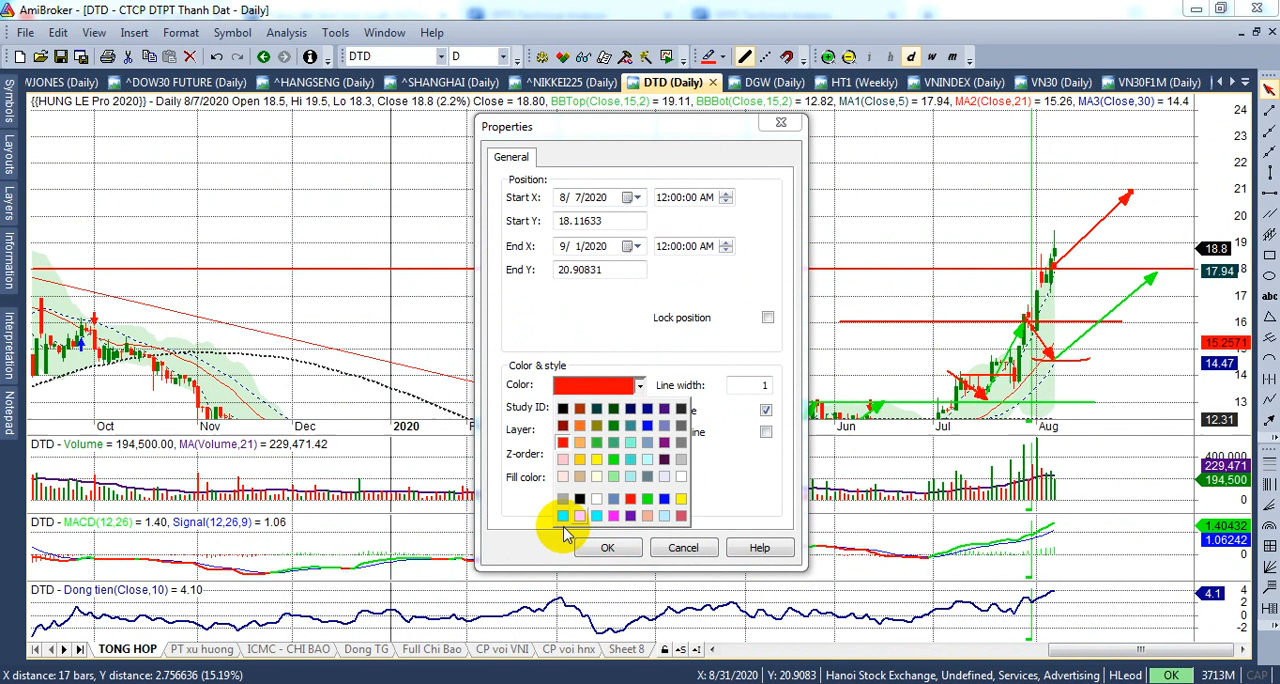 AmiBroker - [DTD - CTCP DTPT Thanh Dat - Daily]
File Edit View Insert Format Symbol Analysis Tools Window Help
DTD D
d w m
WJONES (Daily) ^DOW30 FUTURE (Daily) ^HANGSENG (Daily) ^SHANGHAI (Daily) ^NIKKEI225 (Daily) DTD (Daily) DGW (Daily) HT1 (Weekly) VNINDEX (Daily) VN30 (Daily) VN30F1M (Daily)
{{HUNG LE Pro 2020}} - Daily 8/7/2020 Open 18.5, Hi 19.5, Lo 18.5, Close 18.8 (2.2%) Close = 18.80, BBTop(Close,15,2) = 19.11, BBBot(Close,15,2) = 12.82, MA1(Close,5) = 17.94, MA2(Close,21) = 15.26, MA3(Close,30) = 14.4
Symbols
Layouts
Layers
Information
Interpretation
Notepad
Properties
General
Position:
Start X: 8/ 7/2020 12:00:00 AM
Start Y: 18.11633
End X: 9/ 1/2020 12:00:00 AM
End Y: 20.90831
Lock position
Color & style
Color: Line width: 1
Study ID:
Layer:
Z-order:
Fill color:
OK Cancel Help
24
23
22
21
20
19
18.8
18
17.94
17
16
15.2571
15
14.47
14
13
12.31
abc
Oct Nov Dec 2020 Jun Jul Aug
DTD - Volume = 194,500.00, MA(Volume,21) = 229,471.42
400,000
229,471
194,500
0
DTD - MACD(12,26) = 1.40, Signal(12,26,9) = 1.06
1.40432
1.06242
0
DTD - Dong tien(Close,10) = 4.10
4.1
4
2
0
-2
TONG HOP PT xu huong ICMC - CHI BAO Dong TG Full Chi Bao CP voi VNI CP voi hnx Sheet 8
X distance: 17 bars, Y distance: 2.756636 (15.19%) X: 8/31/2020 Y: 20.9083 Hanoi Stock Exchange, Undefined, Services, Advertising HLeod OK 3713M CAP